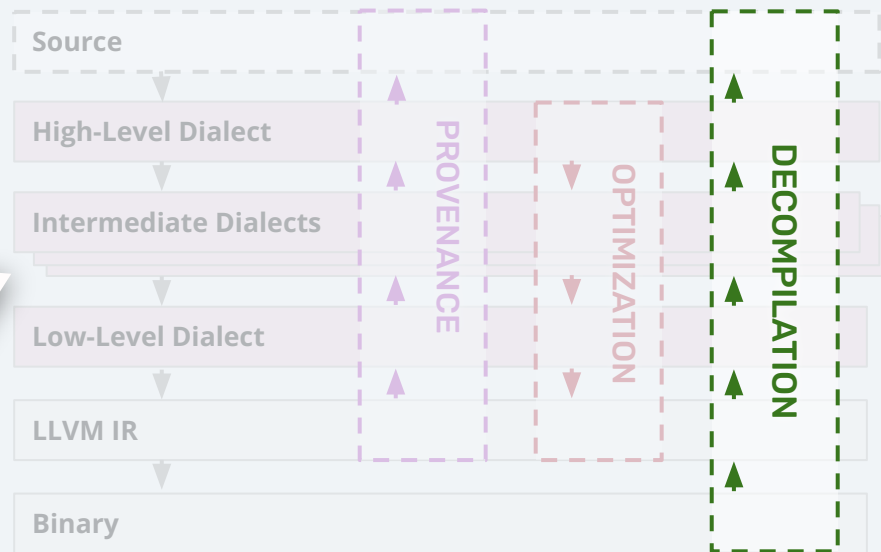 Source
High-Level Dialect
Intermediate Dialects
Low-Level Dialect
LLVM IR
Binary
PROVENANCE
OPTIMIZATION
DECOMPILATION